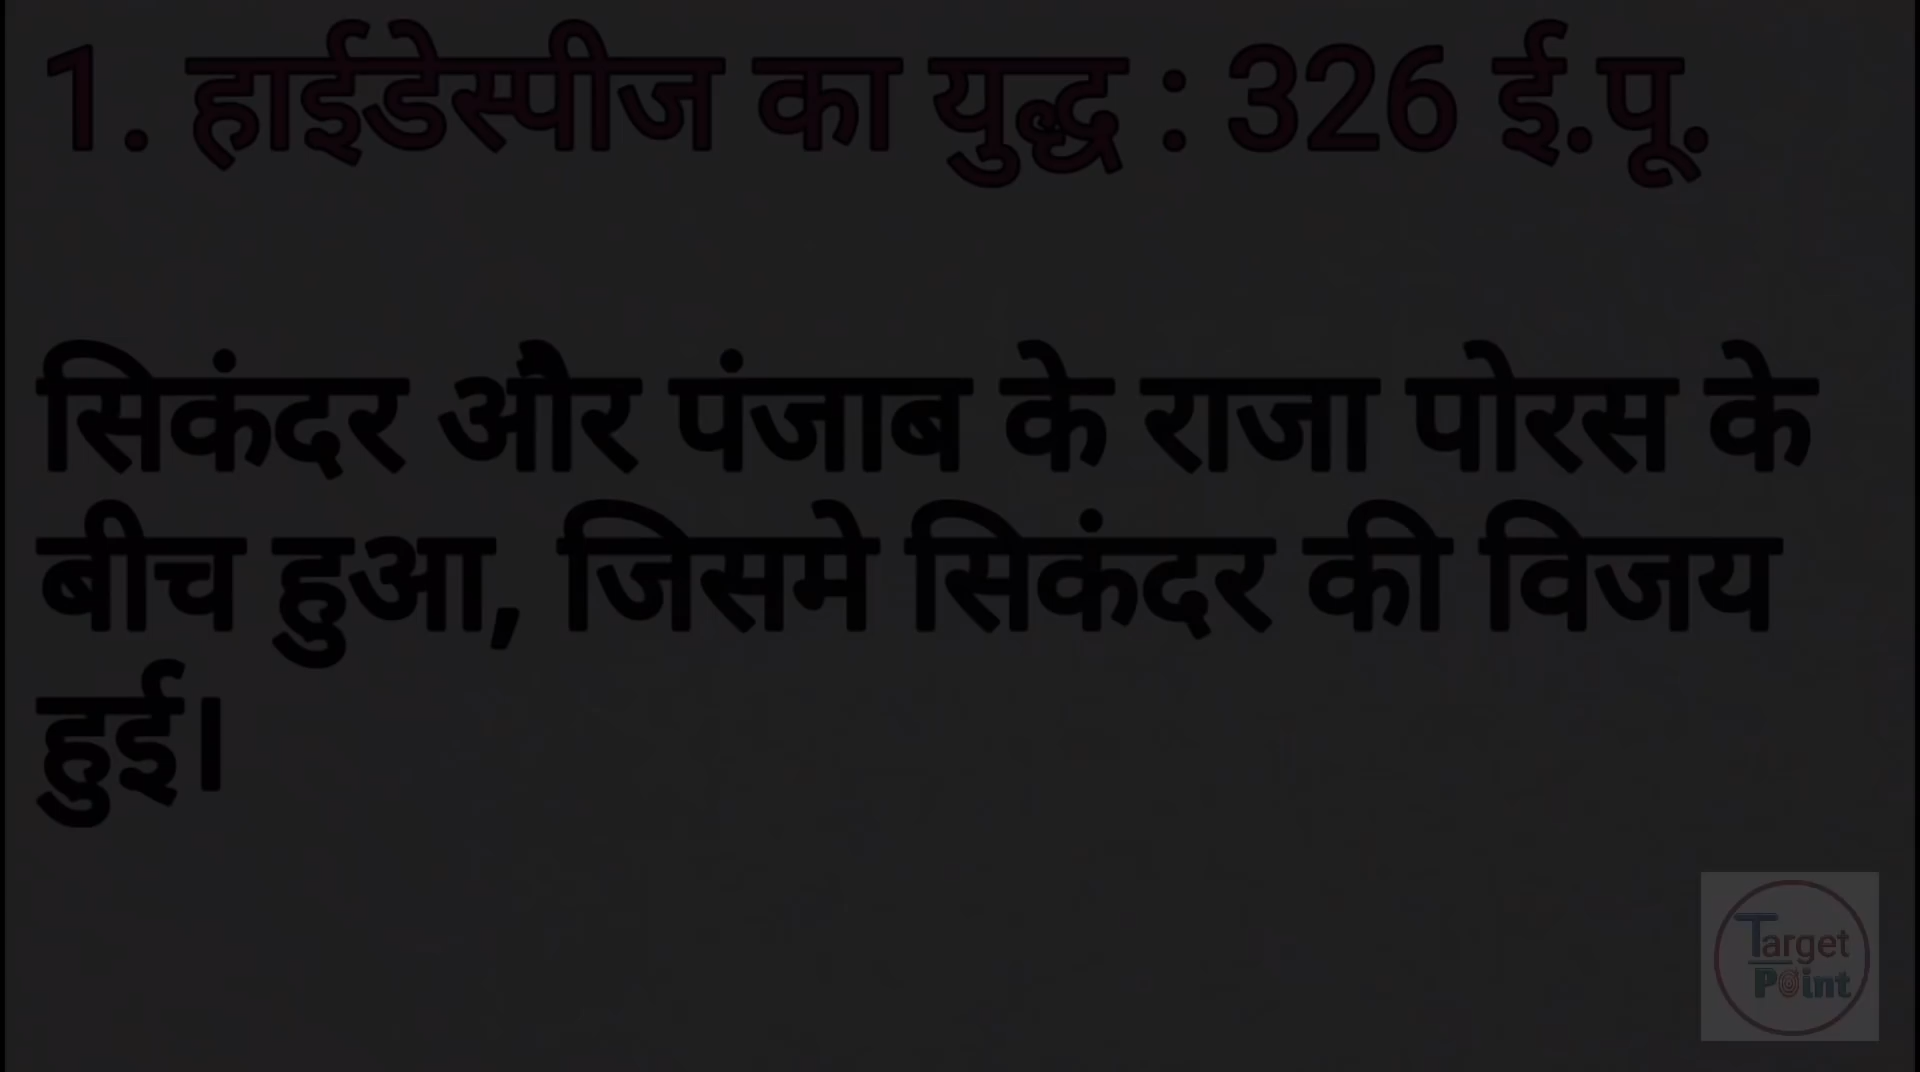 1. हाईडेस्पीज का युद्ध : 326 ई.पू.
सिकंदर और पंजाब के राजा पोरस के
बीच हुआ, जिसमे सिकंदर की विजय
हुई।
Target
Point